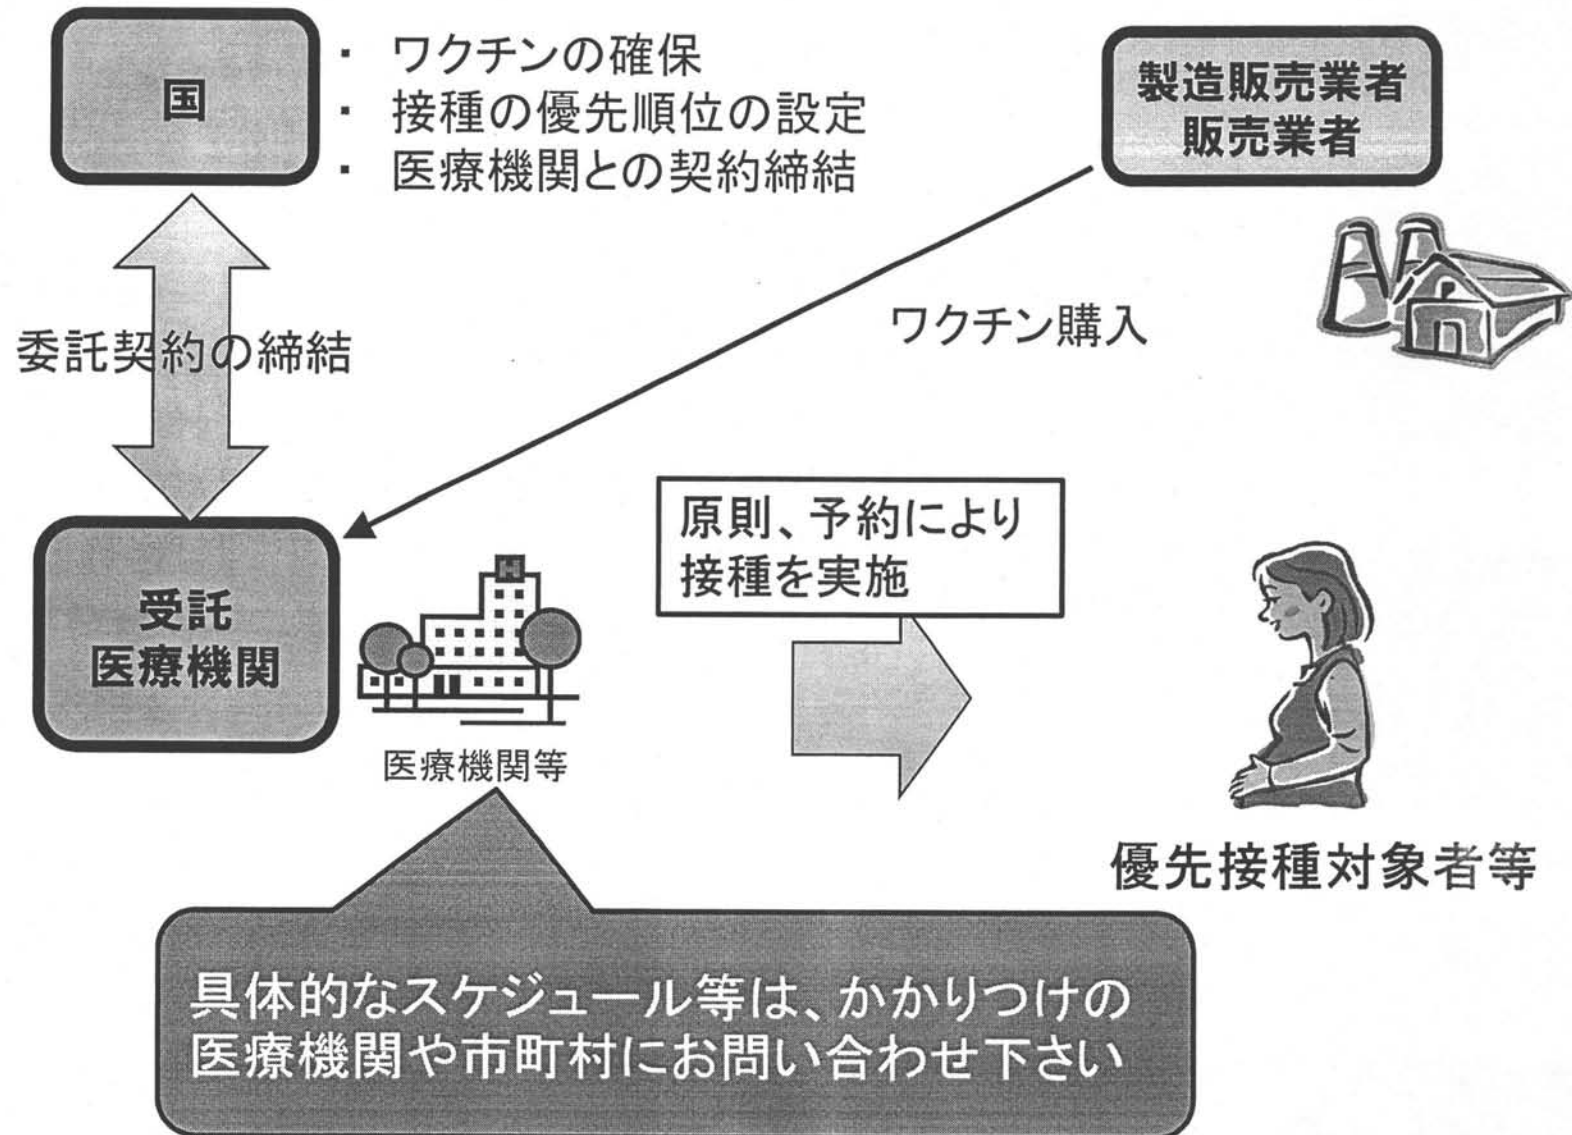 国
・ ワクチンの確保
・ 接種の優先順位の設定
・ 医療機関との契約締結
製造販売業者
販売業者
ワクチン購入
委託契約の締結
原則、予約により
接種を実施
受託
医療機関
H
医療機関等
優先接種対象者等
具体的なスケジュール等は、かかりつけの
医療機関や市町村にお問い合わせ下さい